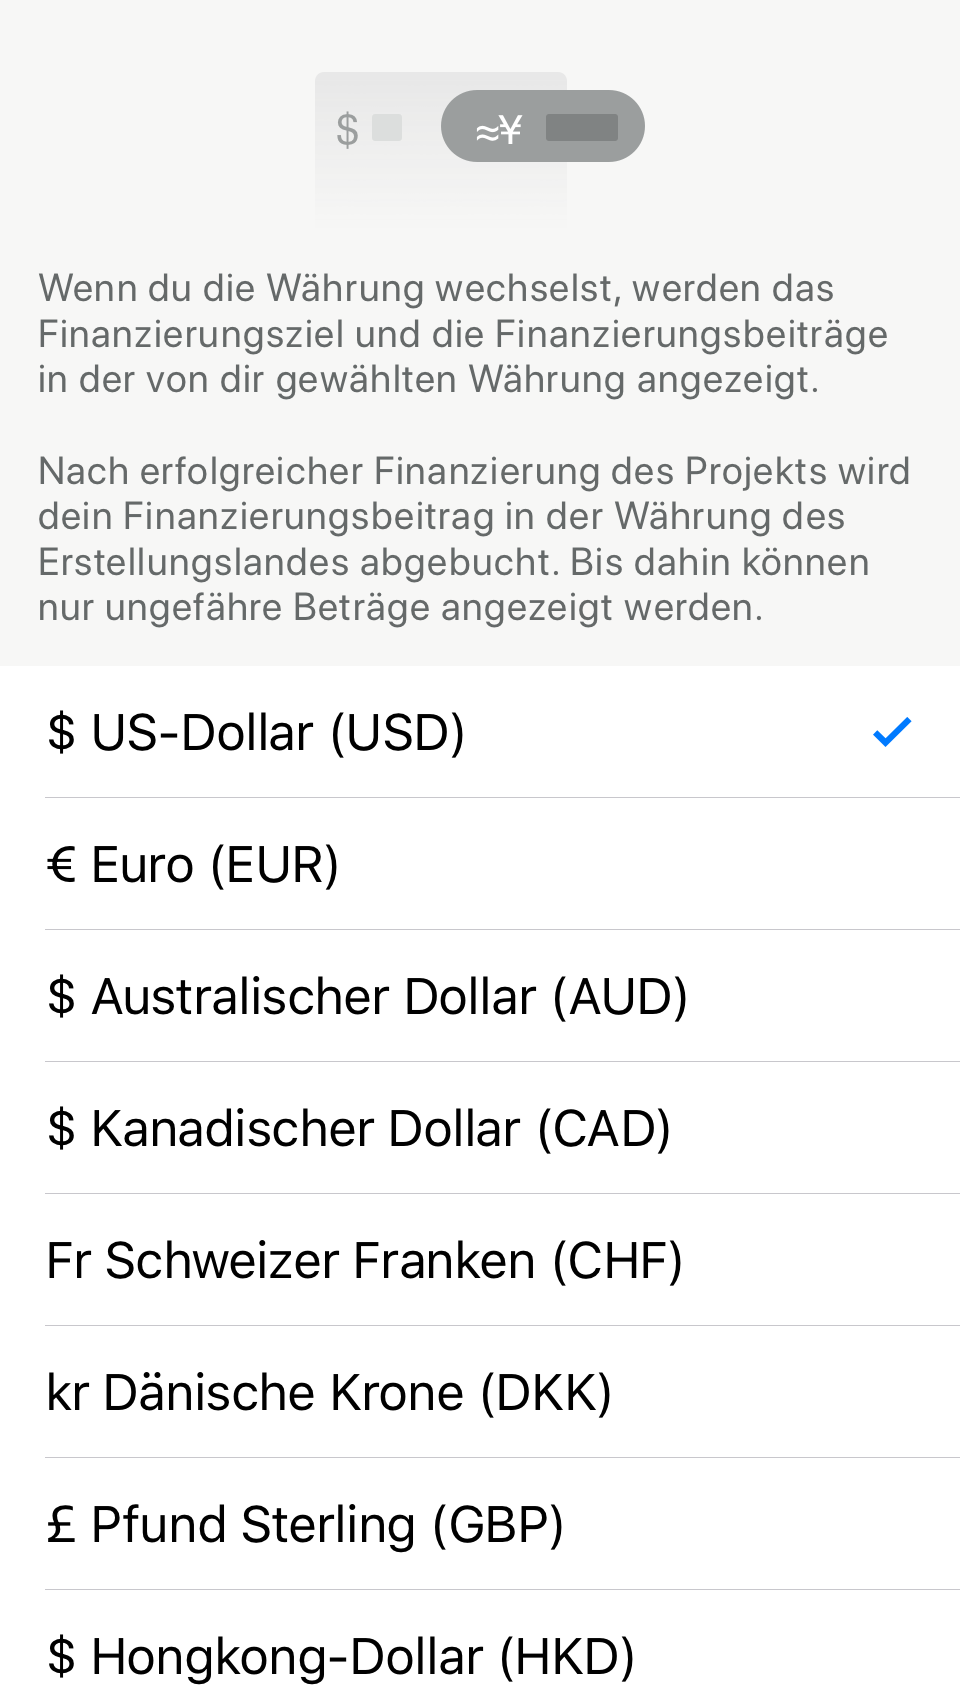 $ ≈¥
Wenn du die Währung wechselst, werden das
Finanzierungsziel und die Finanzierungsbeiträge
in der von dir gewählten Währung angezeigt.
Nach erfolgreicher Finanzierung des Projekts wird
dein Finanzierungsbeitrag in der Währung des
Erstellungslandes abgebucht. Bis dahin können
nur ungefähre Beträge angezeigt werden.
$ US-Dollar (USD)
€ Euro (EUR)
$ Australischer Dollar (AUD)
$ Kanadischer Dollar (CAD)
Fr Schweizer Franken (CHF)
kr Dänische Krone (DKK)
£ Pfund Sterling (GBP)
$ Hongkong-Dollar (HKD)